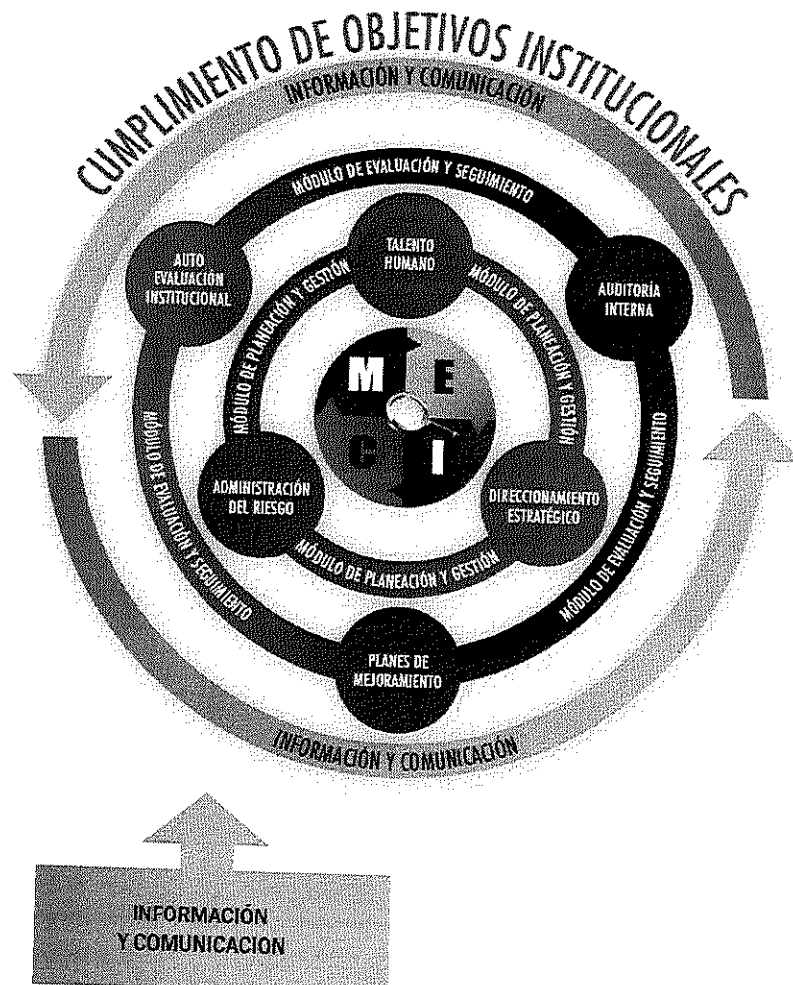 CUMPLIMIENTO DE OBJETIVOS INSTITUCIONALES
INFORMACIÓN Y COMUNICACIÓN
MÓDULO DE EVALUACIÓN Y SEGUIMIENTO
AUTO
EVALUACIÓN
INSTITUCIONAL
TALENTO
HUMANO
AUDITORÍA
INTERNA
MÓDULO DE PLANEACIÓN Y GESTIÓN
MÓDULO DE PLANEACIÓN Y GESTIÓN
M E
C I
ADMINISTRACIÓN
DEL RIESGO
DIRECCIONAMIENTO
ESTRATÉGICO
MÓDULO DE PLANEACIÓN Y GESTIÓN
MÓDULO DE EVALUACIÓN Y SEGUIMIENTO
MÓDULO DE EVALUACIÓN Y SEGUIMIENTO
PLANES DE
MEJORAMIENTO
INFORMACIÓN Y COMUNICACIÓN
INFORMACIÓN
Y COMUNICACION